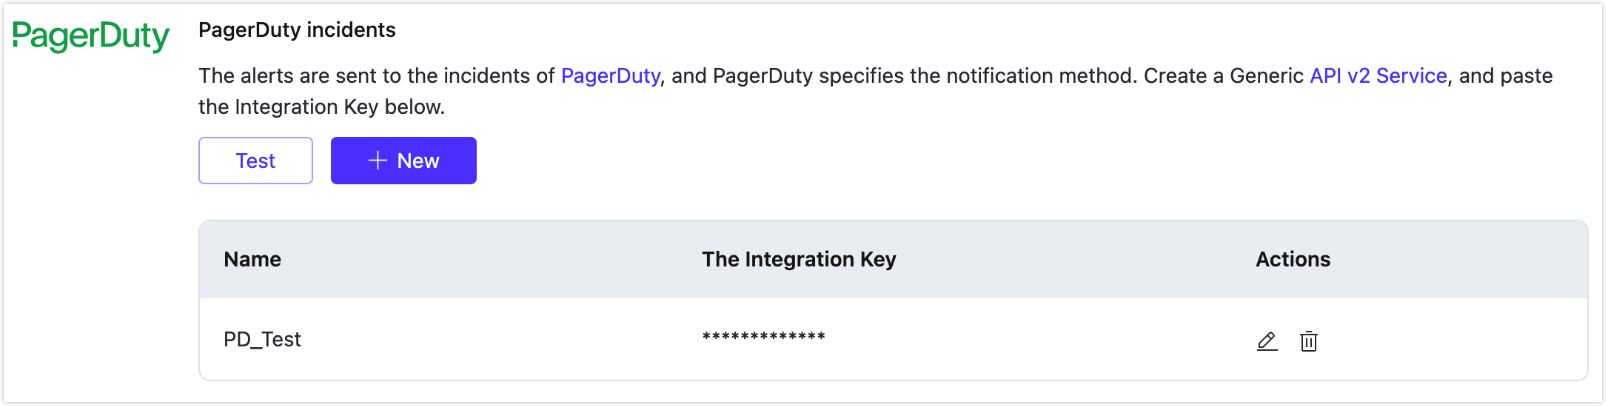 PagerDuty
PagerDuty incidents
The alerts are sent to the incidents of PagerDuty, and PagerDuty specifies the notification method. Create a Generic API v2 Service, and paste
the Integration Key below.
Test
+ New
Name The Integration Key Actions
PD_Test *************